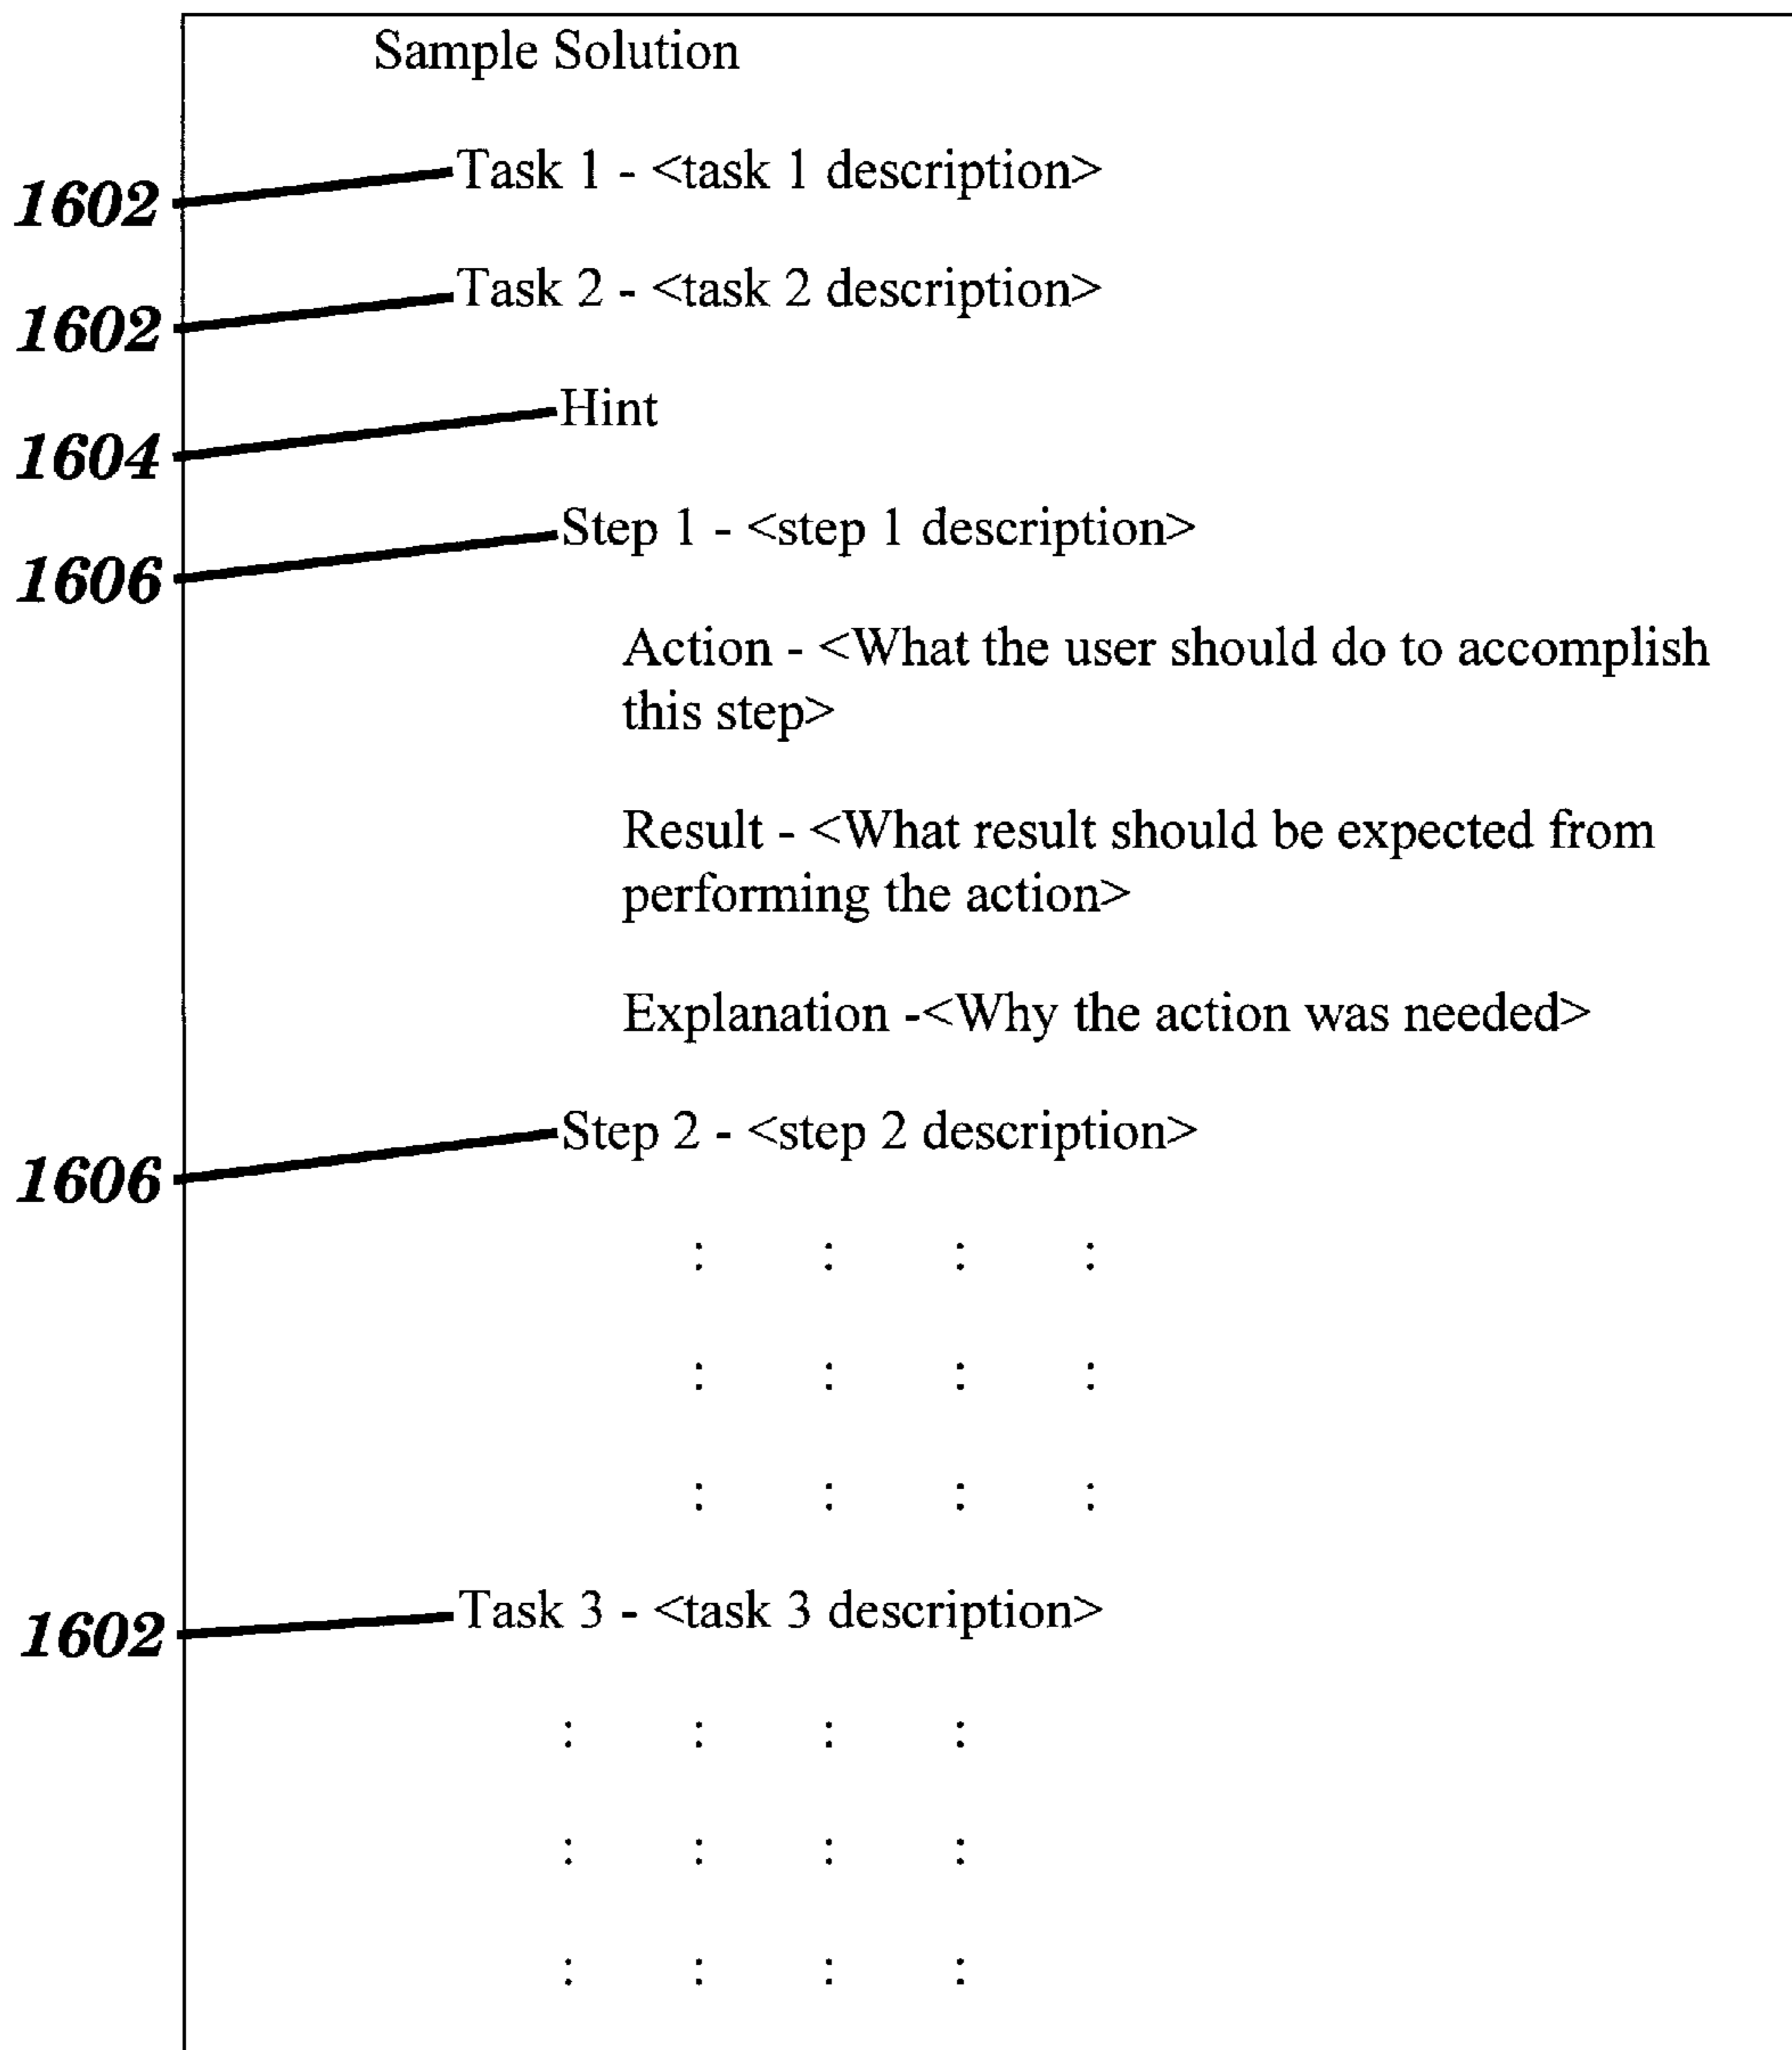 Sample Solution
1602 Task 1 - <task 1 description>
1602 Task 2 - <task 2 description>
1604 Hint
1606 Step 1 - <step 1 description>
Action - <What the user should do to accomplish
this step>
Result - <What result should be expected from
performing the action>
Explanation -<Why the action was needed>
1606 Step 2 - <step 2 description>
: : : :
: : : :
: : : :
1602 Task 3 - <task 3 description>
: : : :
: : : :
: : : :